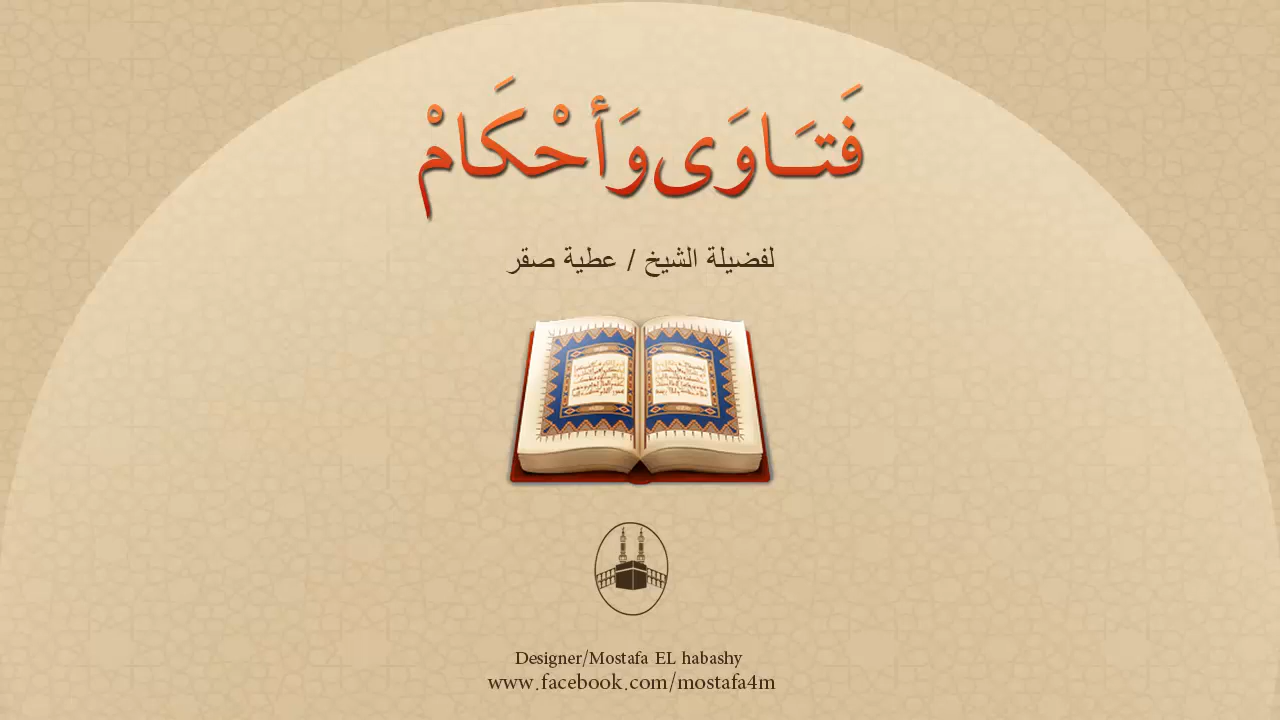 فَتَاوَى وَأَحْكَامْ
لفضيلة الشيخ / عطية صقر
Designer/Mostafa EL habashy
www.facebook.com/mostafa4m